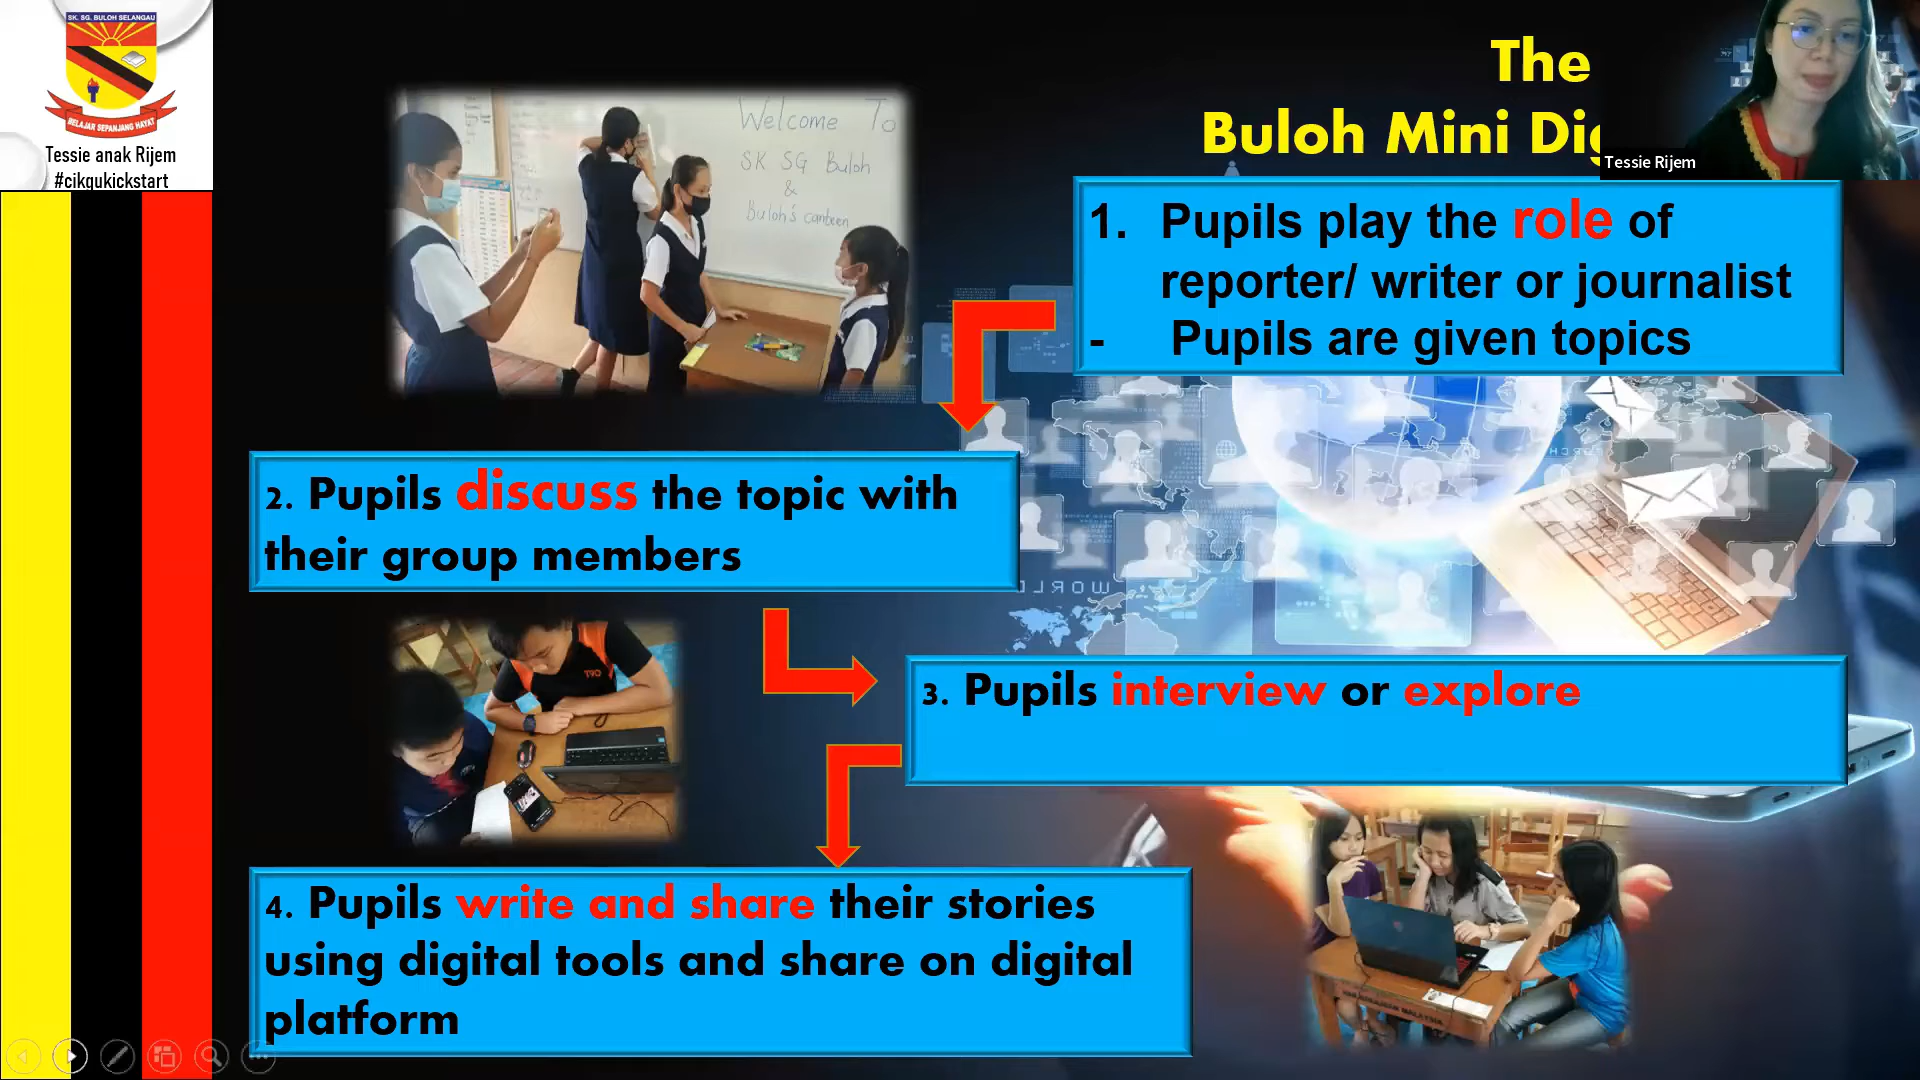 SK. SG. BULOH SELANGAU
BELAJAR SEPANJANG HAYAT
Tessie anak Rijem
#cikgukickstart
The
Buloh Mini Dig
Tessie Rijem
Welcome To
SK SG Buloh
&
Buloh's canteen
1. Pupils play the role of
reporter/ writer or journalist
- Pupils are given topics
2. Pupils discuss the topic with
their group members
3. Pupils interview or explore
4. Pupils write and share their stories
using digital tools and share on digital
platform